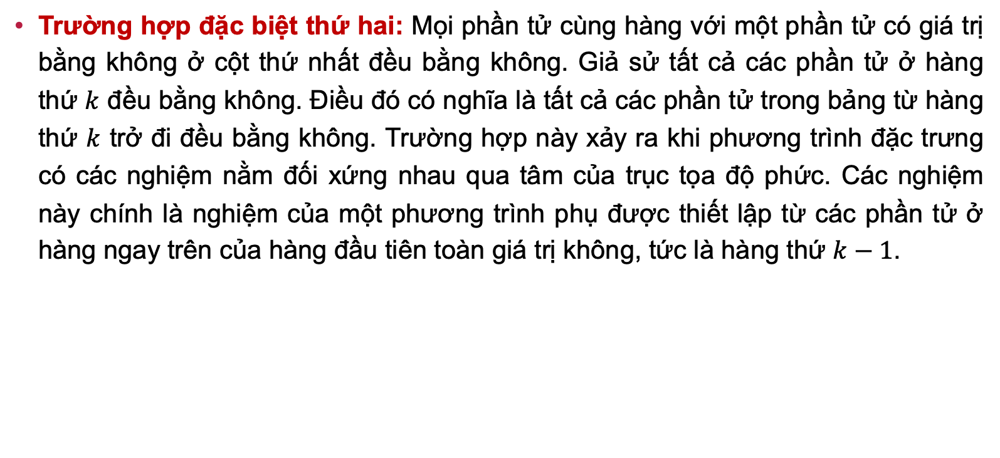 • Trường hợp đặc biệt thứ hai: Mọi phần tử cùng hàng với một phần tử có giá trị
bằng không ở cột thứ nhất đều bằng không. Giả sử tất cả các phần tử ở hàng
thứ k đều bằng không. Điều đó có nghĩa là tất cả các phần tử trong bảng từ hàng
thứ k trở đi đều bằng không. Trường hợp này xảy ra khi phương trình đặc trưng
có các nghiệm nằm đối xứng nhau qua tâm của trục tọa độ phức. Các nghiệm
này chính là nghiệm của một phương trình phụ được thiết lập từ các phần tử ở
hàng ngay trên của hàng đầu tiên toàn giá trị không, tức là hàng thứ k − 1.